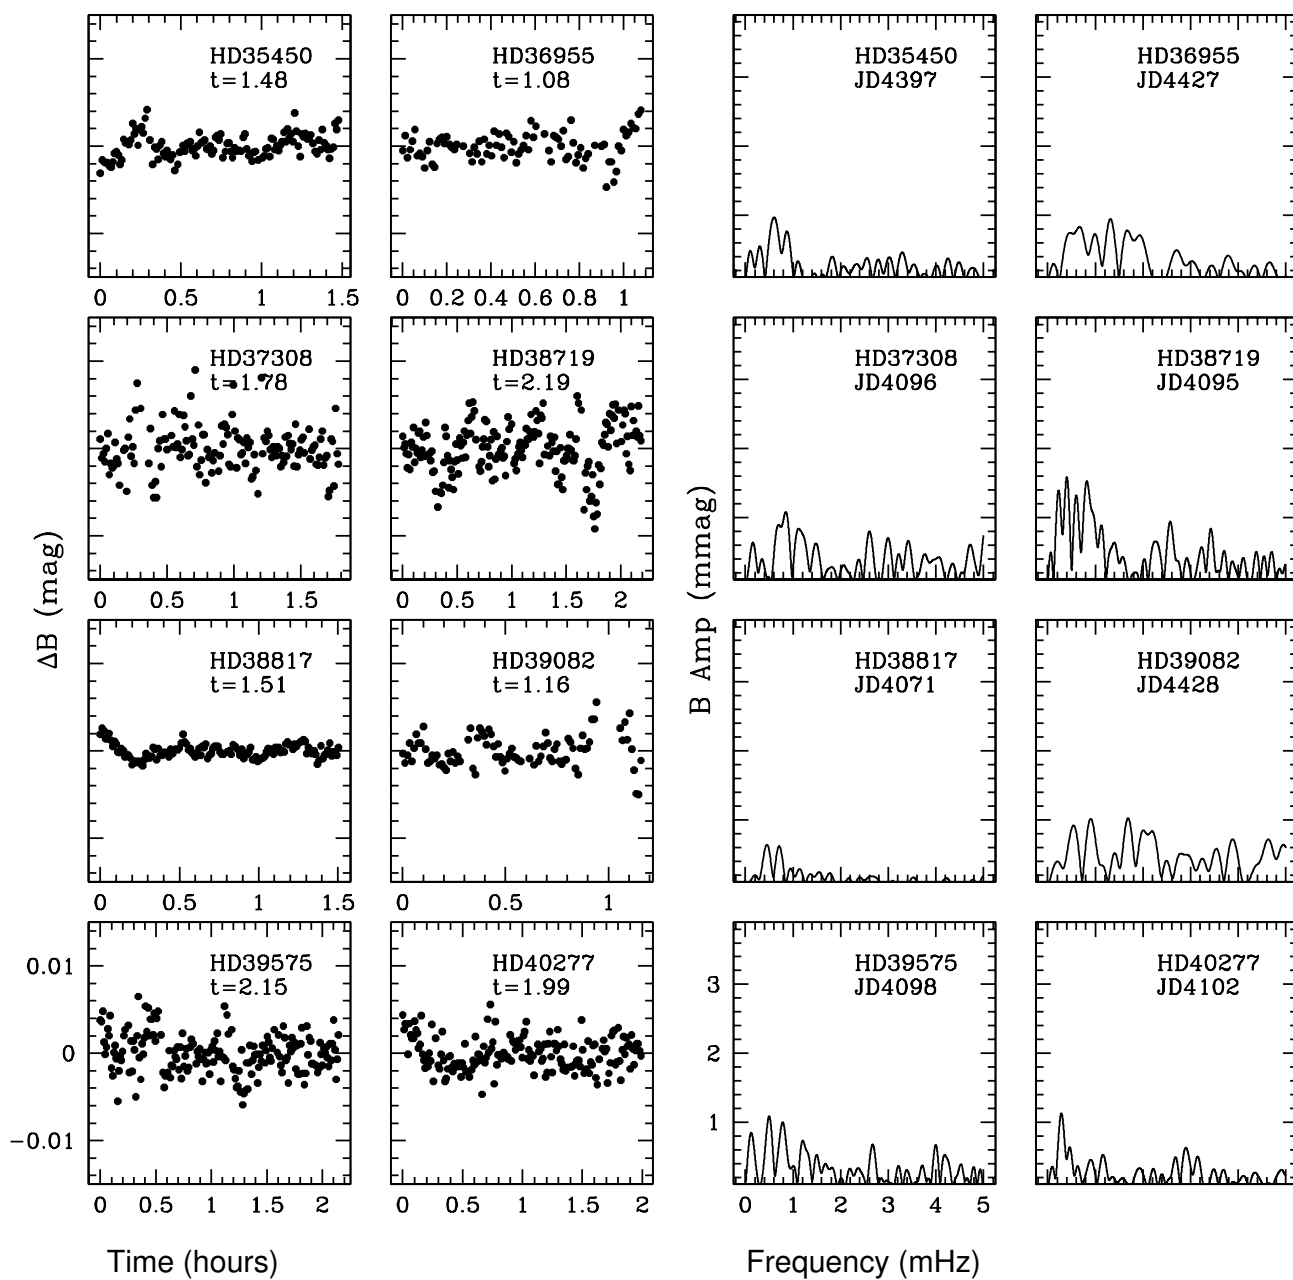 HD35450
t=1.48
HD36955
t=1.08
HD35450
JD4397
HD36955
JD4427
0 0.5 1 1.5
0 0.2 0.4 0.6 0.8 1
HD37308
t=1.78
HD38719
t=2.19
HD37308
JD4096
HD38719
JD4095
0 0.5 1 1.5
0 0.5 1 1.5 2
ΔB (mag)
B Amp (mmag)
HD38817
t=1.51
HD39082
t=1.16
HD38817
JD4071
HD39082
JD4428
0 0.5 1 1.5
0 0.5 1
HD39575
t=2.15
HD40277
t=1.99
HD39575
JD4098
HD40277
JD4102
0.01
0
−0.01
3
2
1
0 0.5 1 1.5 2
0 0.5 1 1.5 2
0 1 2 3 4 5
Time (hours)
Frequency (mHz)